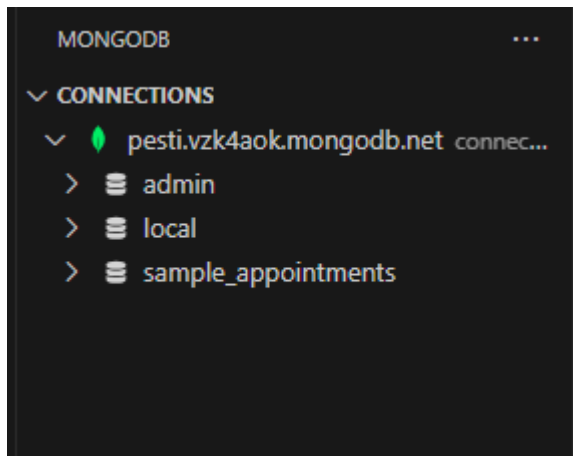 MONGODB ...
CONNECTIONS
pesti.vzk4aok.mongodb.net connec...
admin
local
sample_appointments